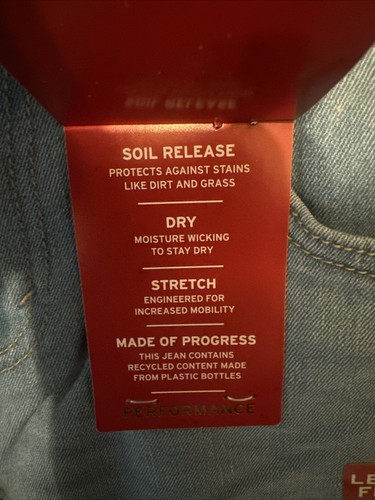 SOIL RELEASE
PROTECTS AGAINST STAINS
LIKE DIRT AND GRASS
DRY
MOISTURE WICKING
TO STAY DRY
STRETCH
ENGINEERED FOR
INCREASED MOBILITY
MADE OF PROGRESS
THIS JEAN CONTAINS
RECYCLED CONTENT MADE
FROM PLASTIC BOTTLES
PERFORMANCE